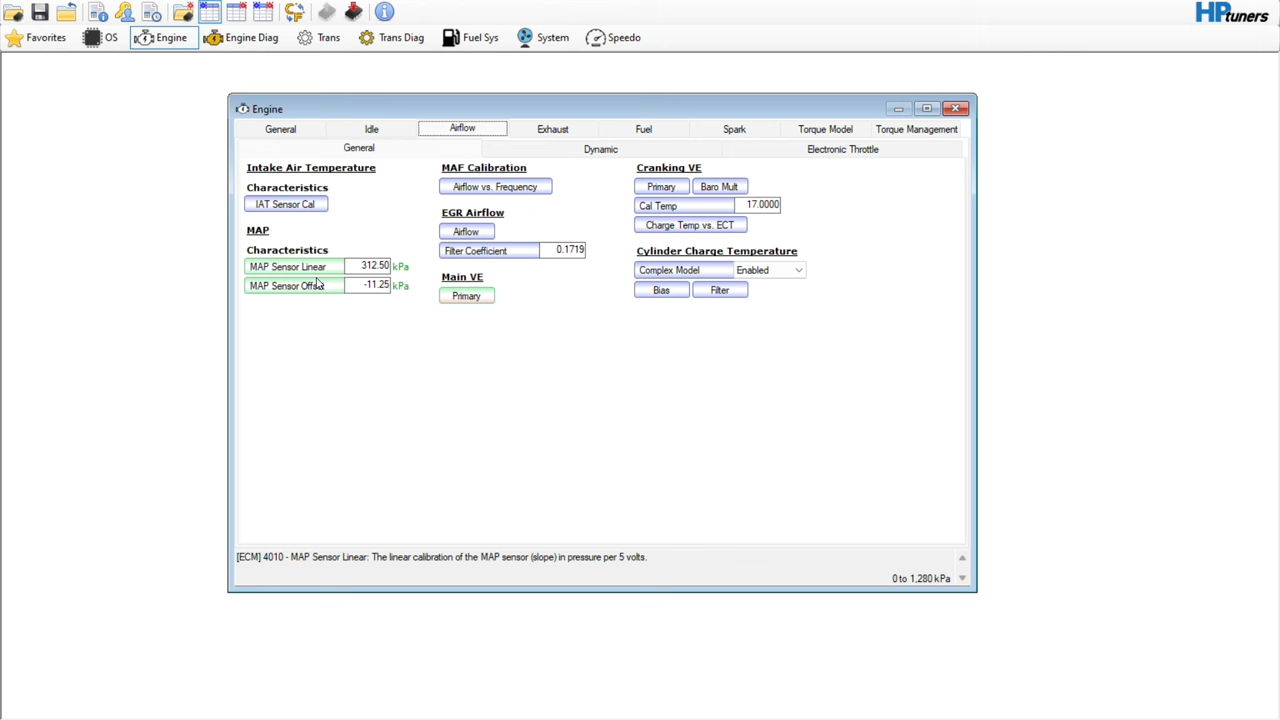 HPtuners
Favorites OS Engine Engine Diag Trans Trans Diag Fuel Sys System Speedo
Engine
General Idle Airflow Exhaust Fuel Spark Torque Model Torque Management
General Dynamic Electronic Throttle
Intake Air Temperature
Characteristics
IAT Sensor Cal
MAP
Characteristics
MAP Sensor Linear 312.50 kPa
MAP Sensor Offset -11.25 kPa
MAF Calibration
Airflow vs. Frequency
EGR Airflow
Airflow
Filter Coefficient 0.1719
Main VE
Primary
Cranking VE
Primary Baro Mult
Cal Temp 17.0000
Charge Temp vs. ECT
Cylinder Charge Temperature
Complex Model Enabled
Bias Filter
[ECM] 4010 - MAP Sensor Linear: The linear calibration of the MAP sensor (slope) in pressure per 5 volts.
0 to 1,280 kPa